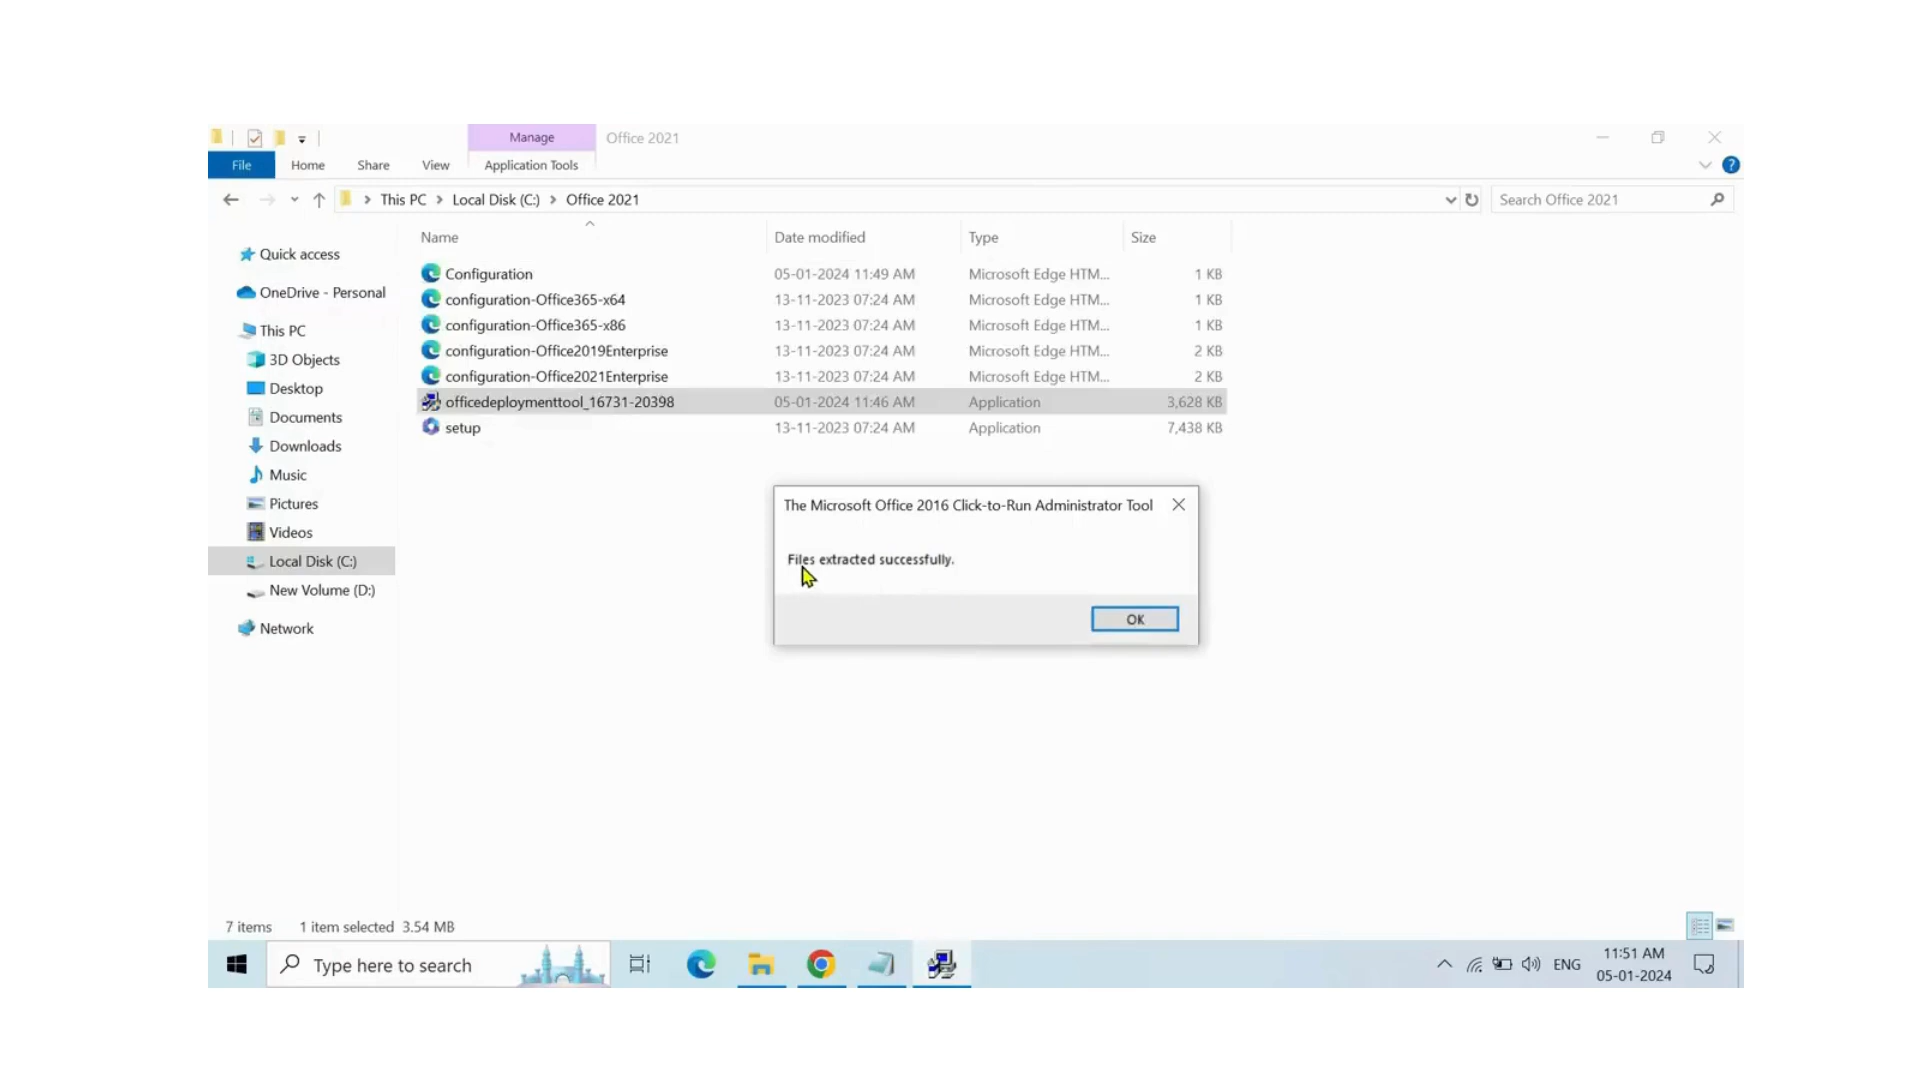 Manage
Office 2021
File
Home
Share
View
Application Tools
?
This PC
Local Disk (C:)
Office 2021
Search Office 2021
Name
Date modified
Type
Size
Quick access
OneDrive - Personal
This PC
3D Objects
Desktop
Documents
Downloads
Music
Pictures
Videos
Local Disk (C:)
New Volume (D:)
Network
Configuration 05-01-2024 11:49 AM Microsoft Edge HTM... 1 KB
configuration-Office365-x64 13-11-2023 07:24 AM Microsoft Edge HTM... 1 KB
configuration-Office365-x86 13-11-2023 07:24 AM Microsoft Edge HTM... 1 KB
configuration-Office2019Enterprise 13-11-2023 07:24 AM Microsoft Edge HTM... 2 KB
configuration-Office2021Enterprise 13-11-2023 07:24 AM Microsoft Edge HTM... 2 KB
officedeploymenttool_16731-20398 05-01-2024 11:46 AM Application 3,628 KB
setup 13-11-2023 07:24 AM Application 7,438 KB
The Microsoft Office 2016 Click-to-Run Administrator Tool
Files extracted successfully.
OK
7 items 1 item selected 3.54 MB
Type here to search
ENG
11:51 AM
05-01-2024